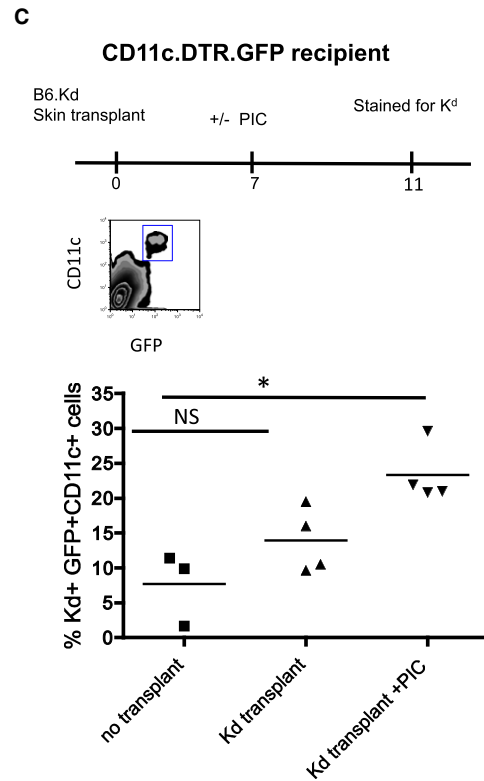 C
CD11c.DTR.GFP recipient
B6.Kd
Skin transplant
+/- PIC
Stained for Kᵈ
0
7
11
CD11c
GFP
% Kd+ GFP+CD11c+ cells
35
30
25
20
15
10
5
0
*
NS
no transplant
Kd transplant
Kd transplant +PIC